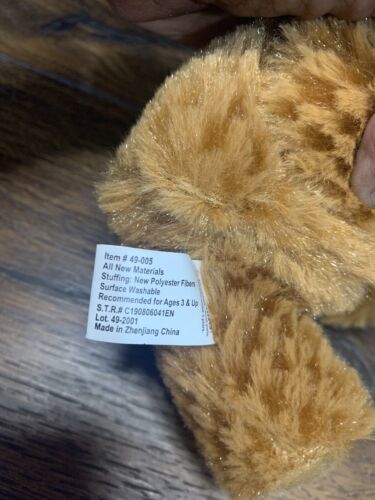 Item # 49-005
All New Materials
Stuffing: New Polyester Fibers
Surface Washable
Recommended for Ages 3 & Up
S.T.R.# C190806041EN
Lot. 49-2001
Made in Zhenjiang China